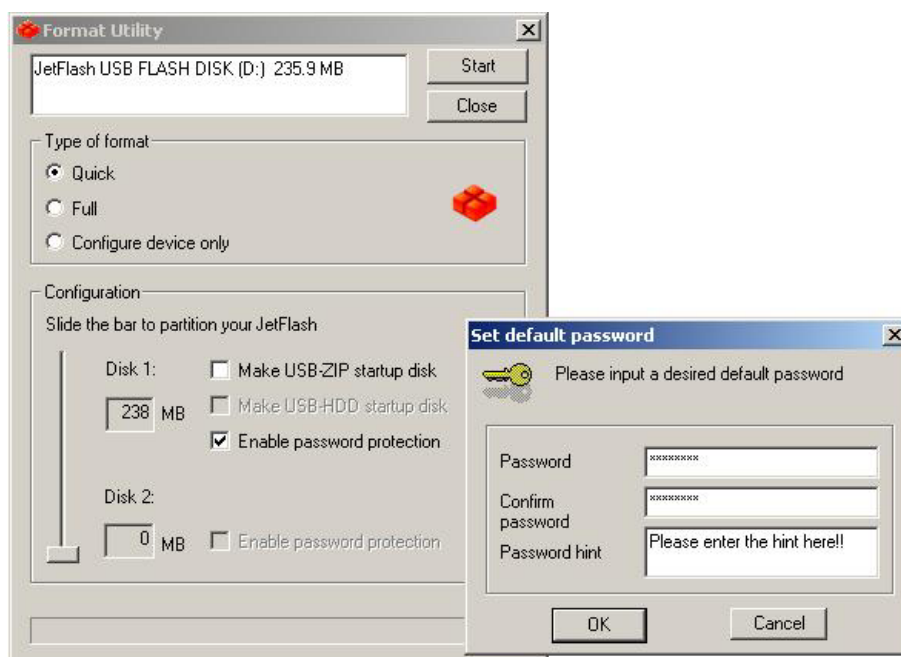 Format Utility
JetFlash USB FLASH DISK (D:) 235.9 MB
Start
Close
Type of format
Quick
Full
Configure device only
Configuration
Slide the bar to partition your JetFlash
Disk 1:
Make USB-ZIP startup disk
238 MB
Make USB-HDD startup disk
Enable password protection
Disk 2:
0 MB
Enable password protection
Set default password
Please input a desired default password
Password
********
Confirm
password
********
Password hint
Please enter the hint here!!
OK
Cancel